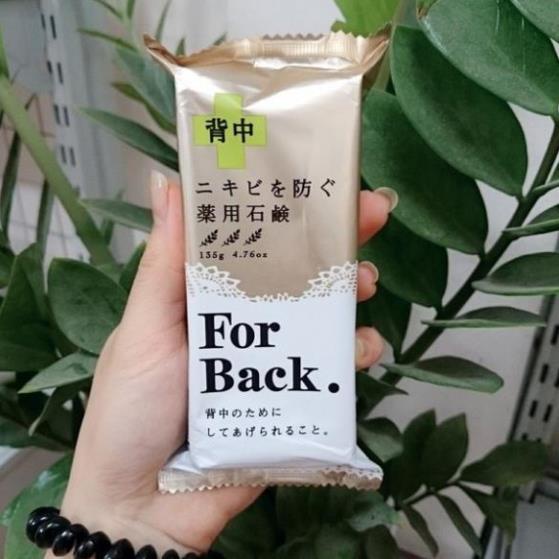 背中
ニキビを防ぐ
薬用石鹸
135g 4.76oz
For
Back.
背中のために
してあげられること。